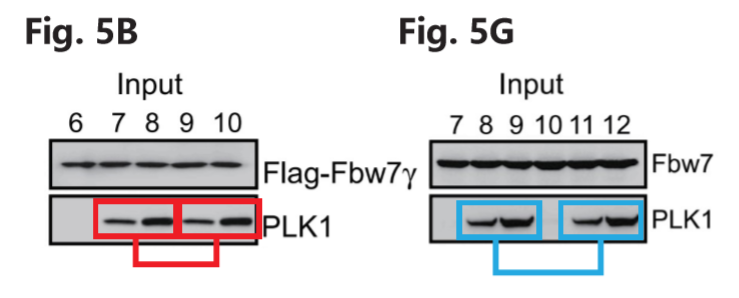 Fig. 5B
Input
6 7 8 9 10
Flag-Fbw7γ
PLK1
Fig. 5G
Input
7 8 9 10 11 12
Fbw7
PLK1